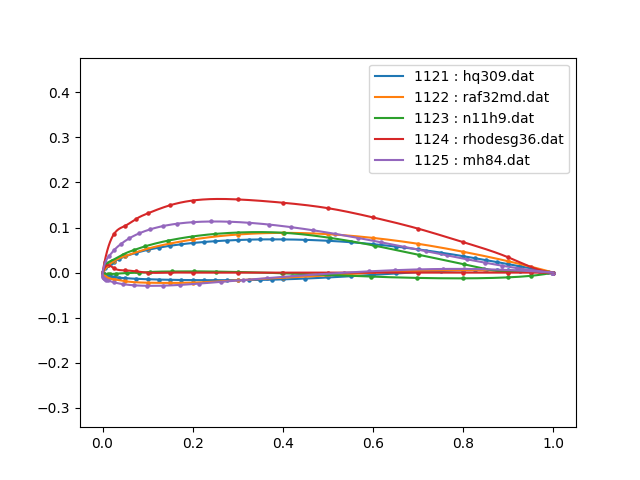 1121 : hq309.dat
1122 : raf32md.dat
1123 : n11h9.dat
1124 : rhodesg36.dat
1125 : mh84.dat
0.4
0.3
0.2
0.1
0.0
−0.1
−0.2
−0.3
0.0 0.2 0.4 0.6 0.8 1.0